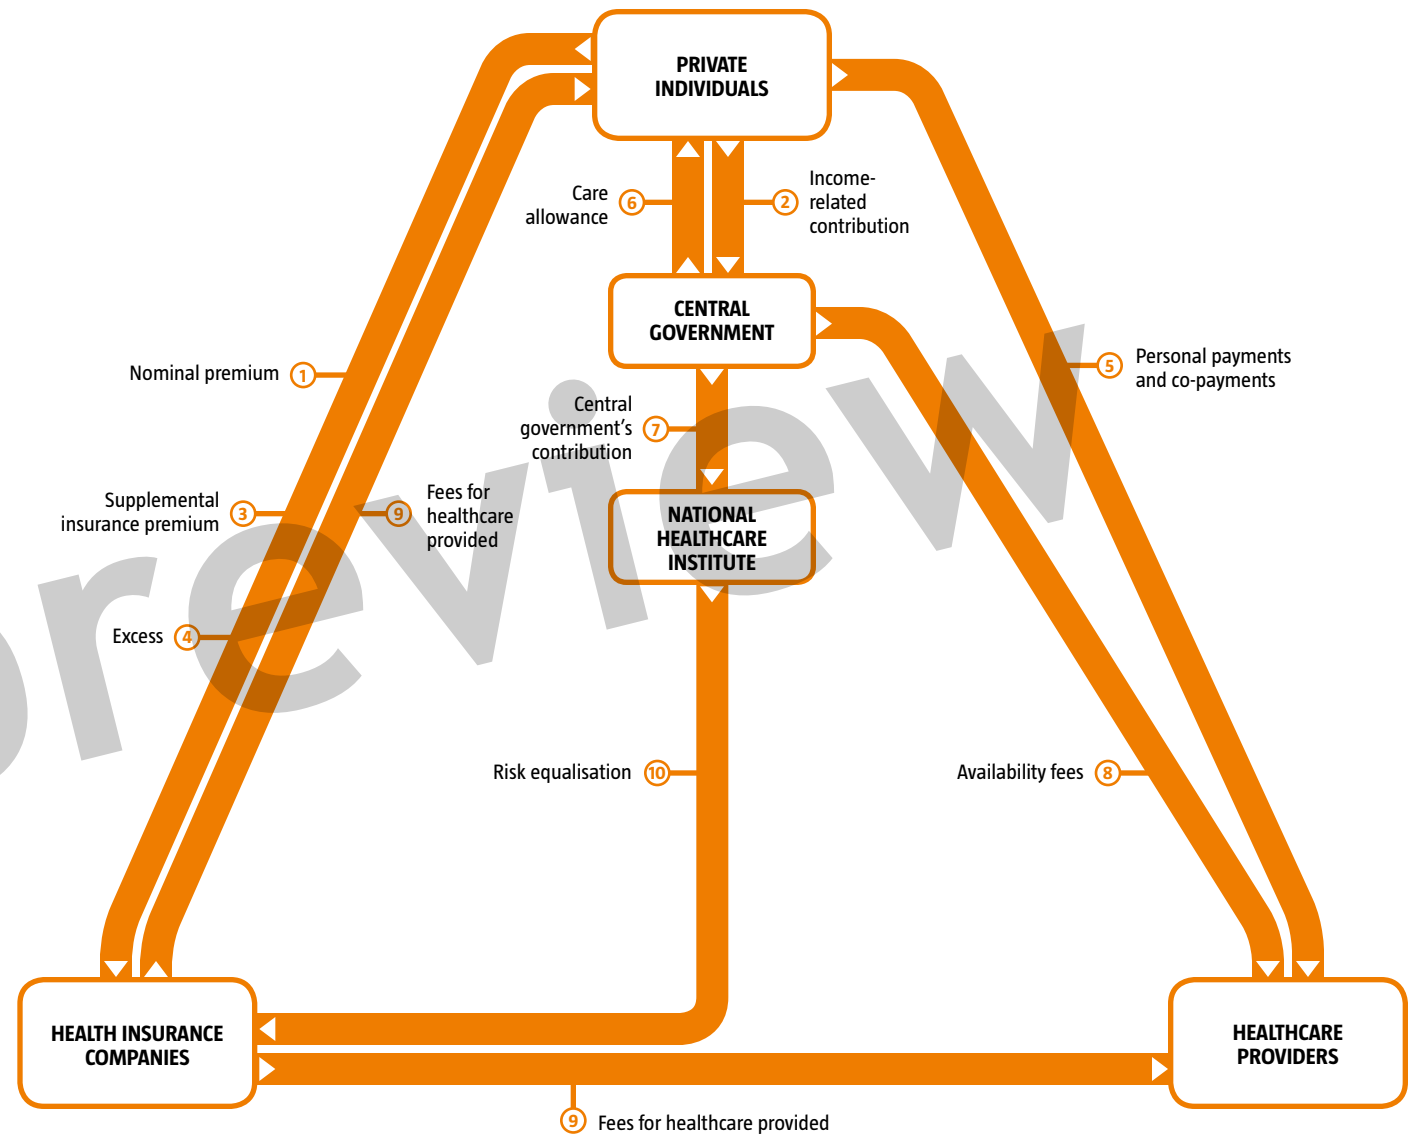 PRIVATE
INDIVIDUALS
Care
allowance
6
2
Income-
related
contribution
CENTRAL
GOVERNMENT
Nominal premium
1
5
Personal payments
and co-payments
Central
government's
contribution
7
Supplemental
insurance premium
3
9
Fees for
healthcare
provided
NATIONAL
HEALTHCARE
INSTITUTE
Excess
4
preview
Risk equalisation
10
Availability fees
8
HEALTH INSURANCE
COMPANIES
HEALTHCARE
PROVIDERS
9
Fees for healthcare provided